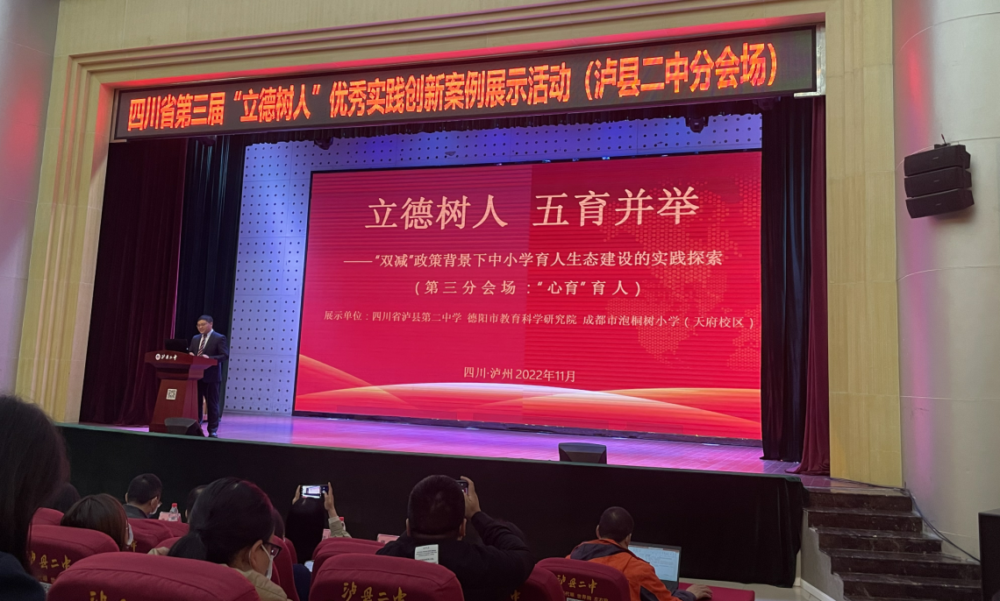 四川省第三届“立德树人”优秀实践创新案例展示活动（泸县二中分会场）
立德树人 五育并举
——“双减”政策背景下中小学育人生态建设的实践探索
（第三分会场：“心育”育人）
展示单位：四川省泸县第二中学 德阳市教育科学研究院 成都市泡桐树小学（天府校区）
四川·泸州 2022年11月
泸县二中
泸县二中
泸县二中
泸县二中